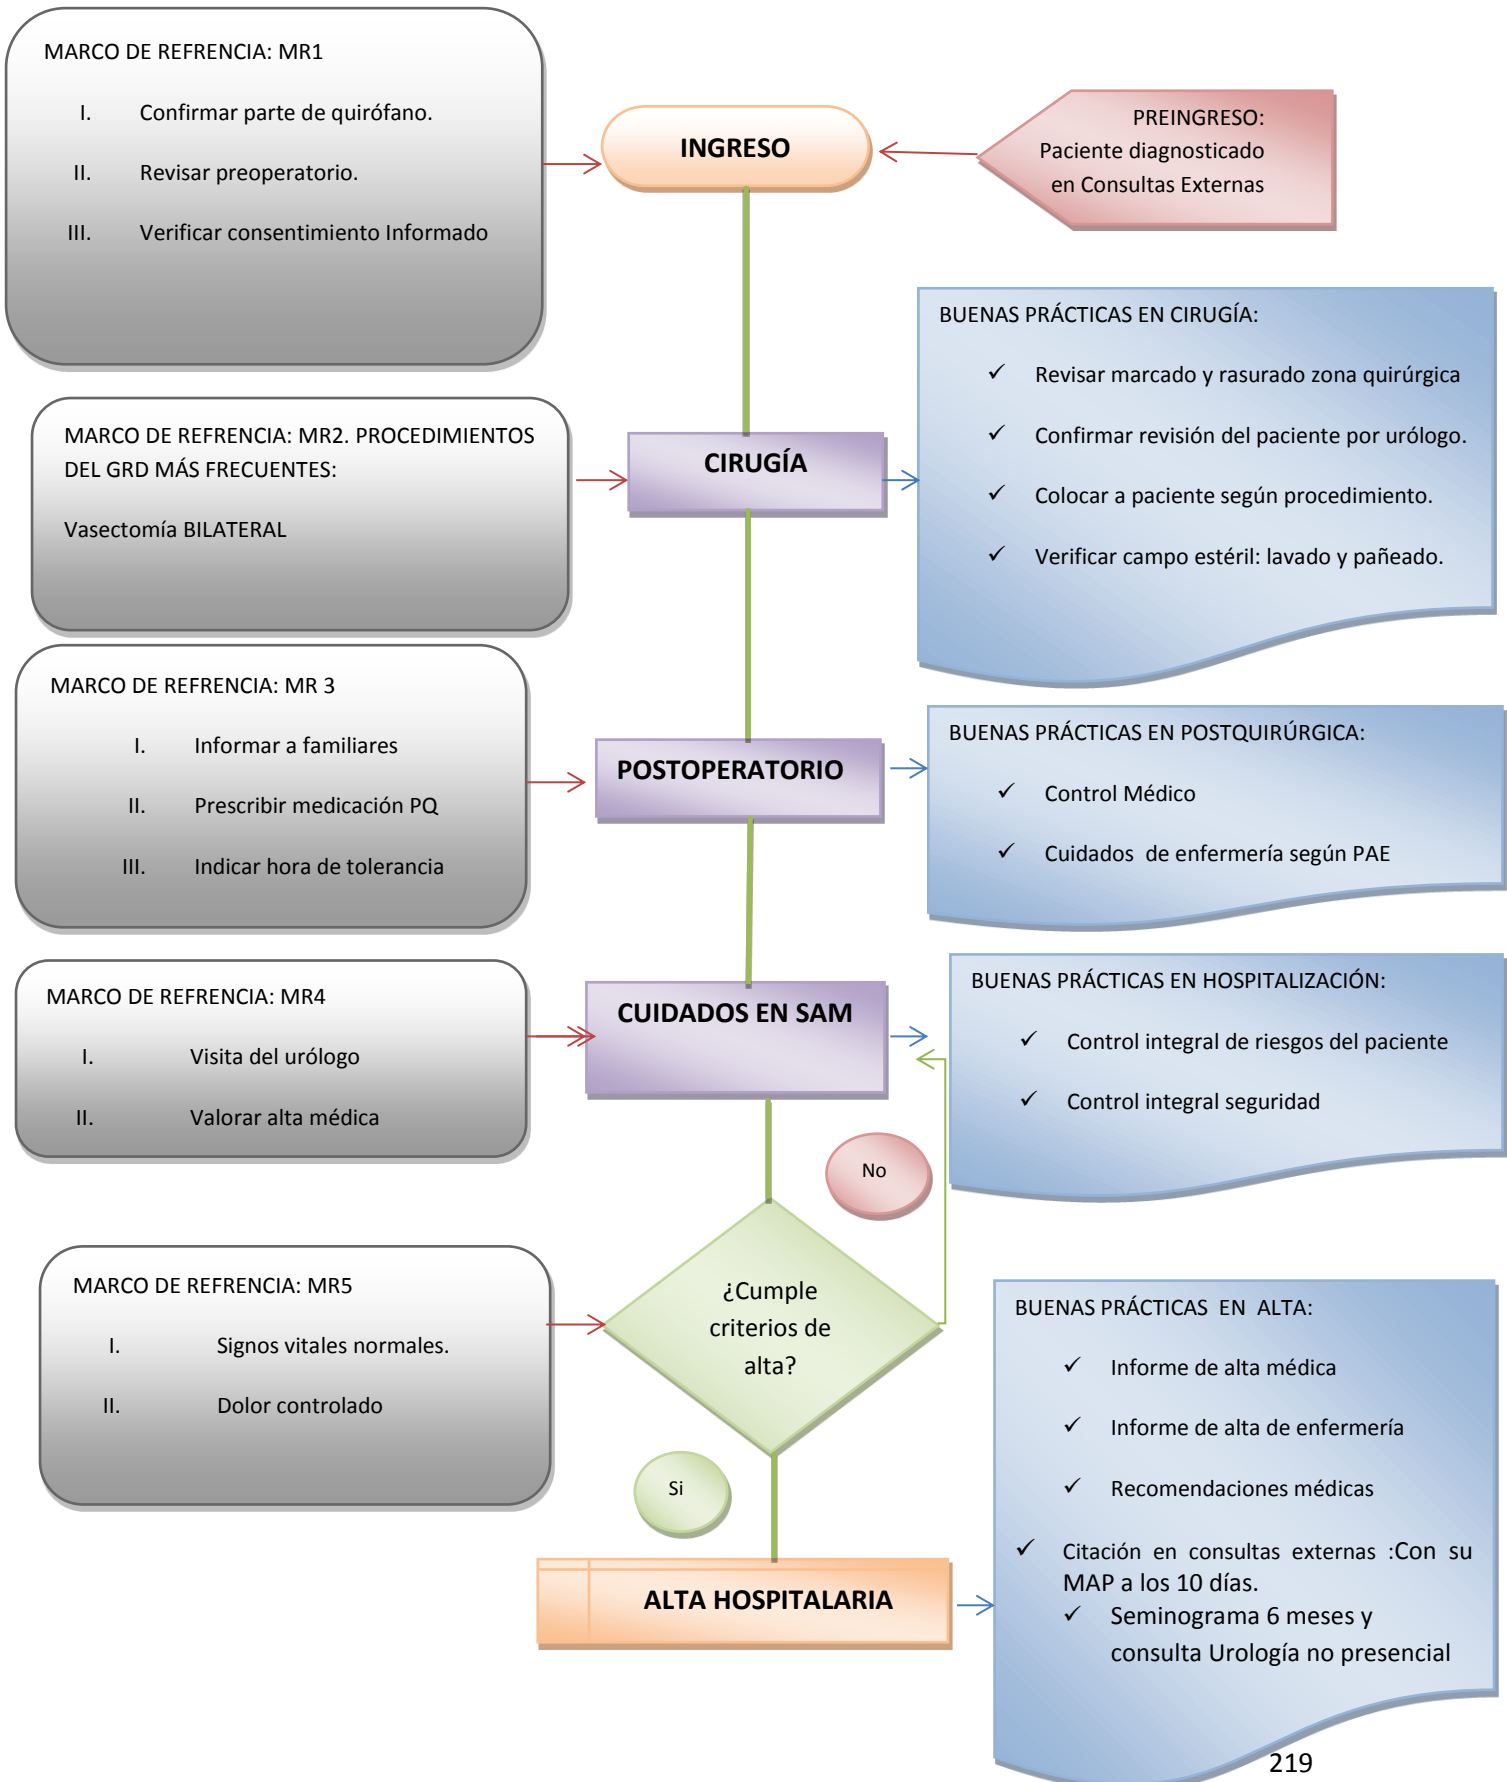 MARCO DE REFRENCIA: MR1
I. Confirmar parte de quirófano.
II. Revisar preoperatorio.
III. Verificar consentimiento Informado
INGRESO
PREINGRESO:
Paciente diagnosticado
en Consultas Externas
MARCO DE REFRENCIA: MR2. PROCEDIMIENTOS
DEL GRD MÁS FRECUENTES:
Vasectomía BILATERAL
CIRUGÍA
BUENAS PRÁCTICAS EN CIRUGÍA:
✓ Revisar marcado y rasurado zona quirúrgica
✓ Confirmar revisión del paciente por urólogo.
✓ Colocar a paciente según procedimiento.
✓ Verificar campo estéril: lavado y pañeado.
MARCO DE REFRENCIA: MR 3
I. Informar a familiares
II. Prescribir medicación PQ
III. Indicar hora de tolerancia
POSTOPERATORIO
BUENAS PRÁCTICAS EN POSTQUIRÚRGICA:
✓ Control Médico
✓ Cuidados de enfermería según PAE
MARCO DE REFRENCIA: MR4
I. Visita del urólogo
II. Valorar alta médica
CUIDADOS EN SAM
BUENAS PRÁCTICAS EN HOSPITALIZACIÓN:
✓ Control integral de riesgos del paciente
✓ Control integral seguridad
No
MARCO DE REFRENCIA: MR5
I. Signos vitales normales.
II. Dolor controlado
¿Cumple
criterios de
alta?
Si
ALTA HOSPITALARIA
BUENAS PRÁCTICAS EN ALTA:
✓ Informe de alta médica
✓ Informe de alta de enfermería
✓ Recomendaciones médicas
✓ Citación en consultas externas :Con su
MAP a los 10 días.
✓ Seminograma 6 meses y
consulta Urología no presencial
219